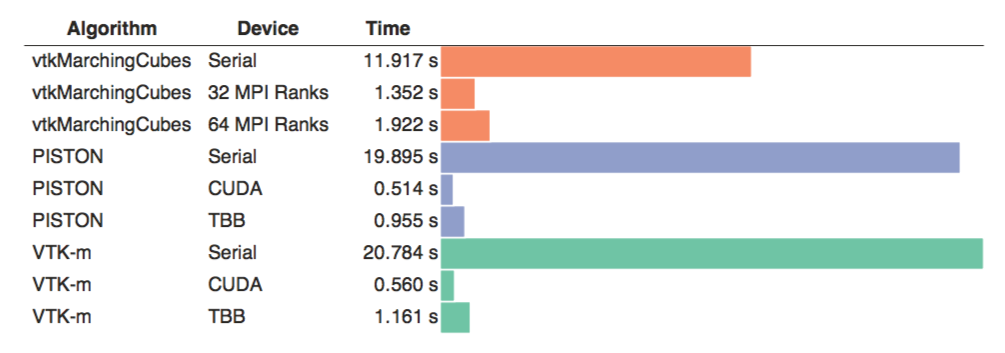 Algorithm Device Time
vtkMarchingCubes Serial 11.917 s
vtkMarchingCubes 32 MPI Ranks 1.352 s
vtkMarchingCubes 64 MPI Ranks 1.922 s
PISTON Serial 19.895 s
PISTON CUDA 0.514 s
PISTON TBB 0.955 s
VTK-m Serial 20.784 s
VTK-m CUDA 0.560 s
VTK-m TBB 1.161 s